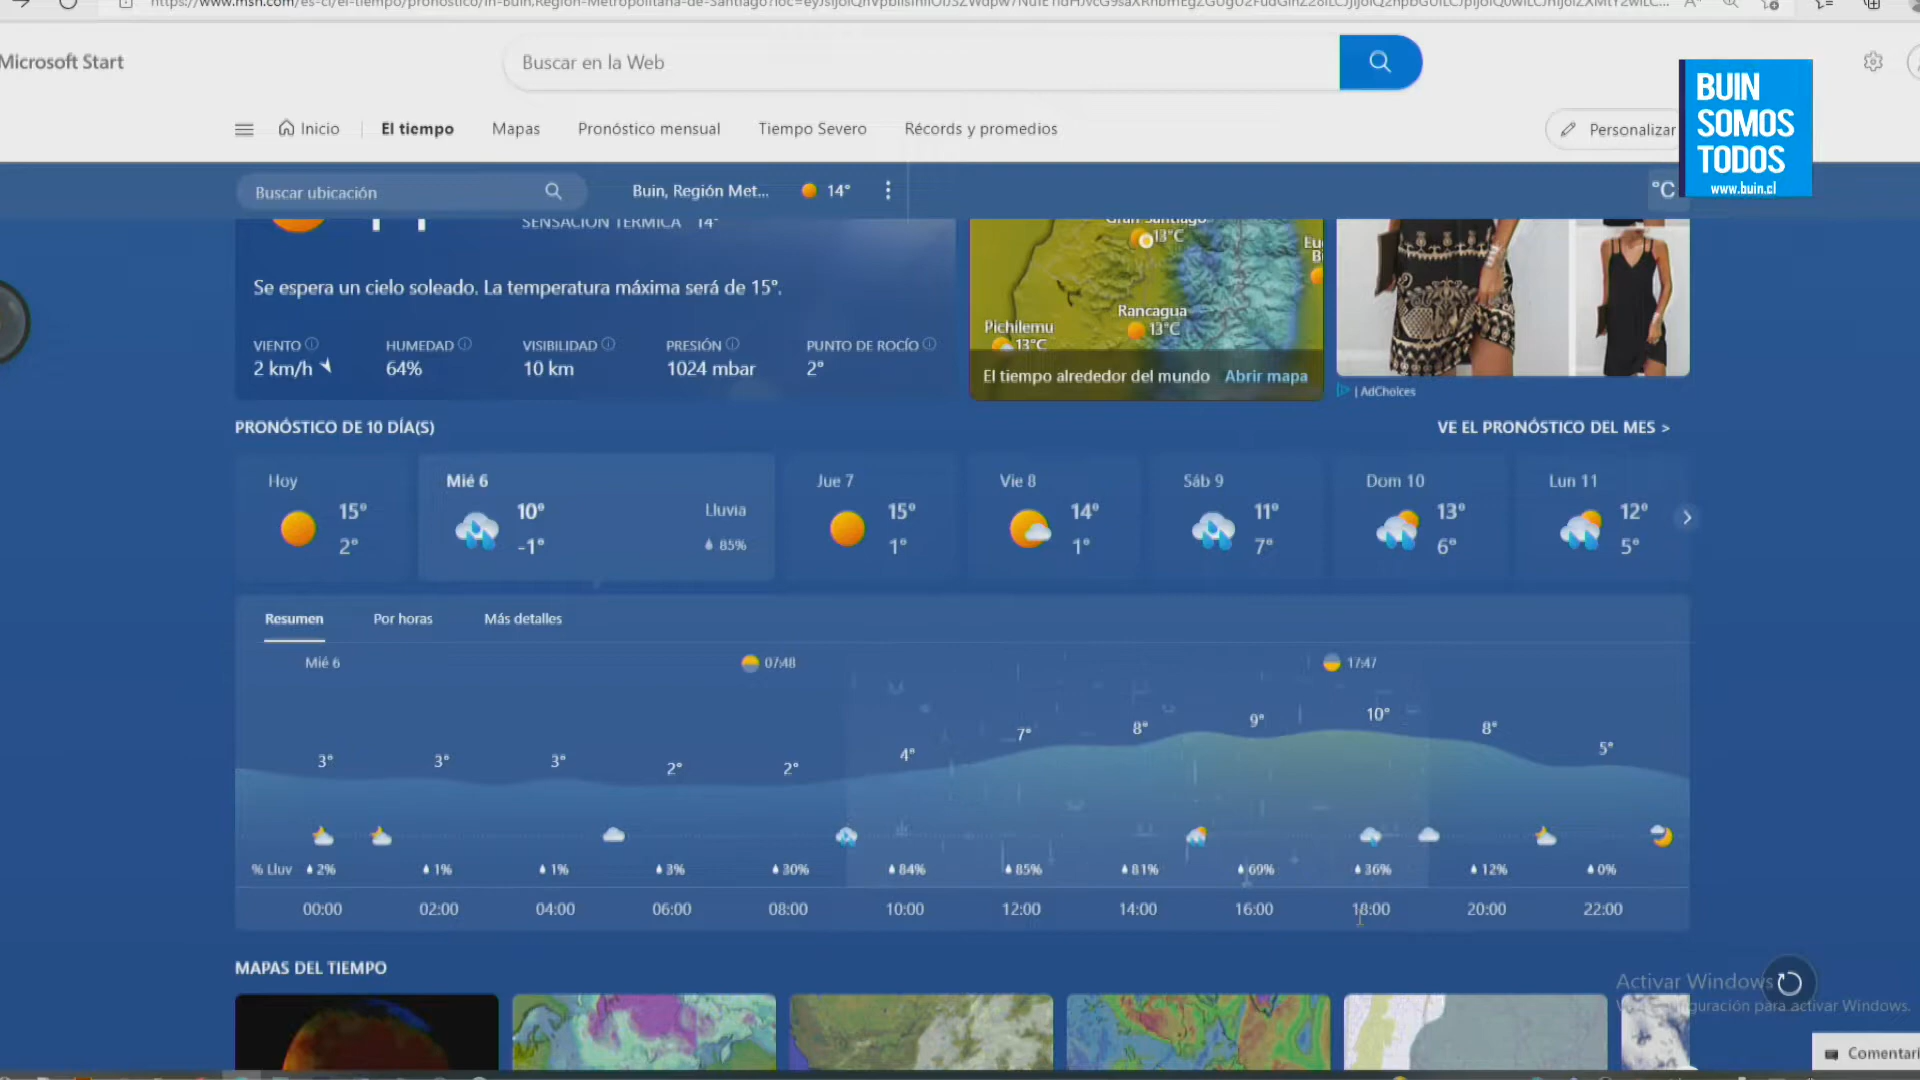 Microsoft Start
Buscar en la Web
BUIN
SOMOS
TODOS
www.buin.cl
Inicio
El tiempo
Mapas
Pronóstico mensual
Tiempo Severo
Récords y promedios
Personalizar
Buscar ubicación
Buin, Región Met...
14°
°C
SENSACIÓN TÉRMICA 14°
Se espera un cielo soleado. La temperatura máxima será de 15°.
VIENTO
2 km/h
HUMEDAD
64%
VISIBILIDAD
10 km
PRESIÓN
1024 mbar
PUNTO DE ROCÍO
2°
Gran Santiago
13°C
Rancagua
13°C
Pichilemu
13°C
El tiempo alrededor del mundo Abrir mapa
AdChoices
PRONÓSTICO DE 10 DÍA(S)
VE EL PRONÓSTICO DEL MES >
Hoy
15°
2°
Mié 6
10°
-1°
Lluvia
85%
Jue 7
15°
1°
Vie 8
14°
1°
Sáb 9
11°
7°
Dom 10
13°
6°
Lun 11
12°
5°
Resumen
Por horas
Más detalles
Mié 6
07:48
17:47
3° 3° 3° 2° 2° 4° 7° 8° 9° 10° 8° 5°
% Lluv 2% 1% 1% 3% 30% 84% 85% 81% 69% 36% 12% 0%
00:00 02:00 04:00 06:00 08:00 10:00 12:00 14:00 16:00 18:00 20:00 22:00
MAPAS DEL TIEMPO
Activar Windows
para activar Windows.
Comentari